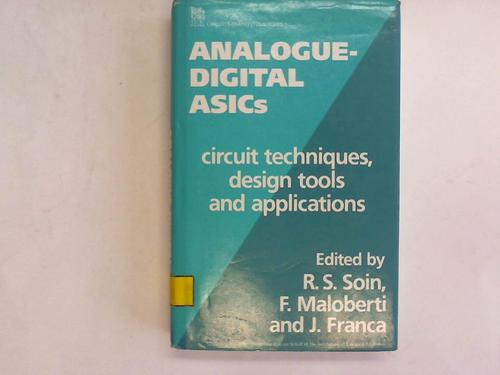 ANALOGUE-
DIGITAL
ASICs
circuit techniques,
design tools
and applications
Edited by
R. S. Soin,
F. Maloberti
and J. Franca